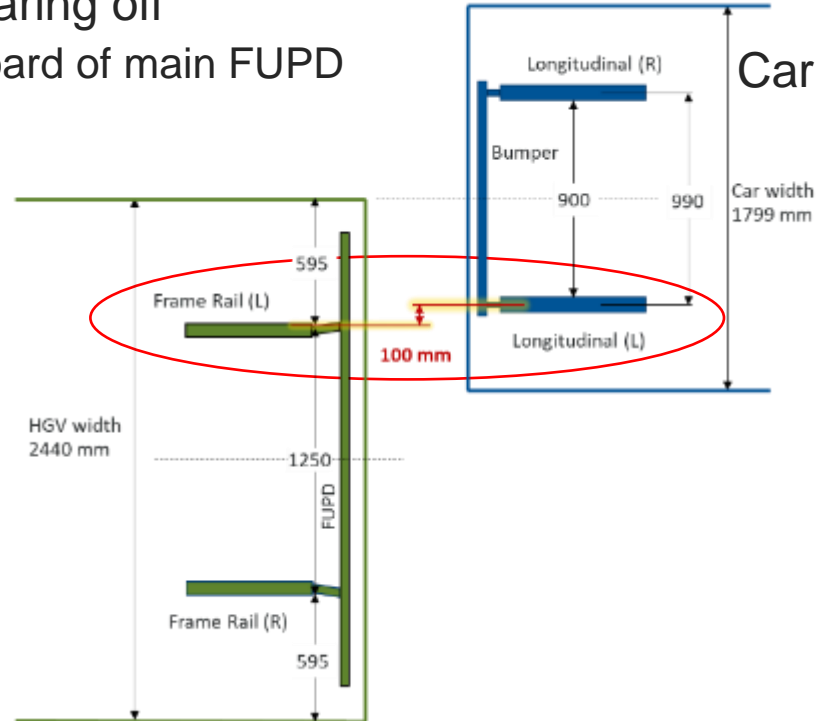 aring off
oard of main FUPD
Car
Longitudinal (R)
Bumper
900
990
Car width
1799 mm
595
Frame Rail (L)
100 mm
Longitudinal (L)
HGV width
2440 mm
1250
FUPD
Frame Rail (R)
595